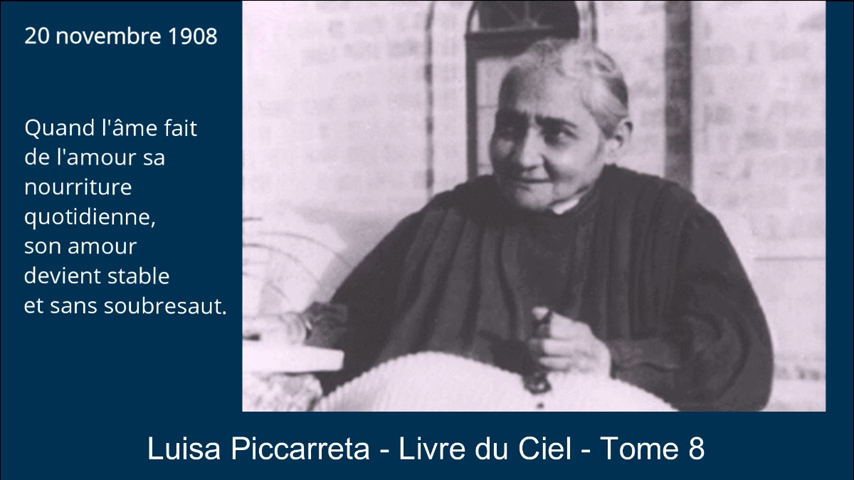 20 novembre 1908
Quand l'âme fait
de l'amour sa
nourriture
quotidienne,
son amour
devient stable
et sans soubresaut.
Luisa Piccarreta - Livre du Ciel - Tome 8